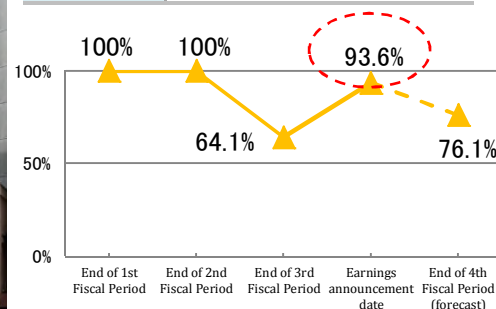 100%
100%
93.6%
100%
64.1%
76.1%
50%
0%
End of 1st
Fiscal Period
End of 2nd
Fiscal Period
End of 3rd
Fiscal Period
Earnings
announcement
date
End of 4th
Fiscal Period
(forecast)